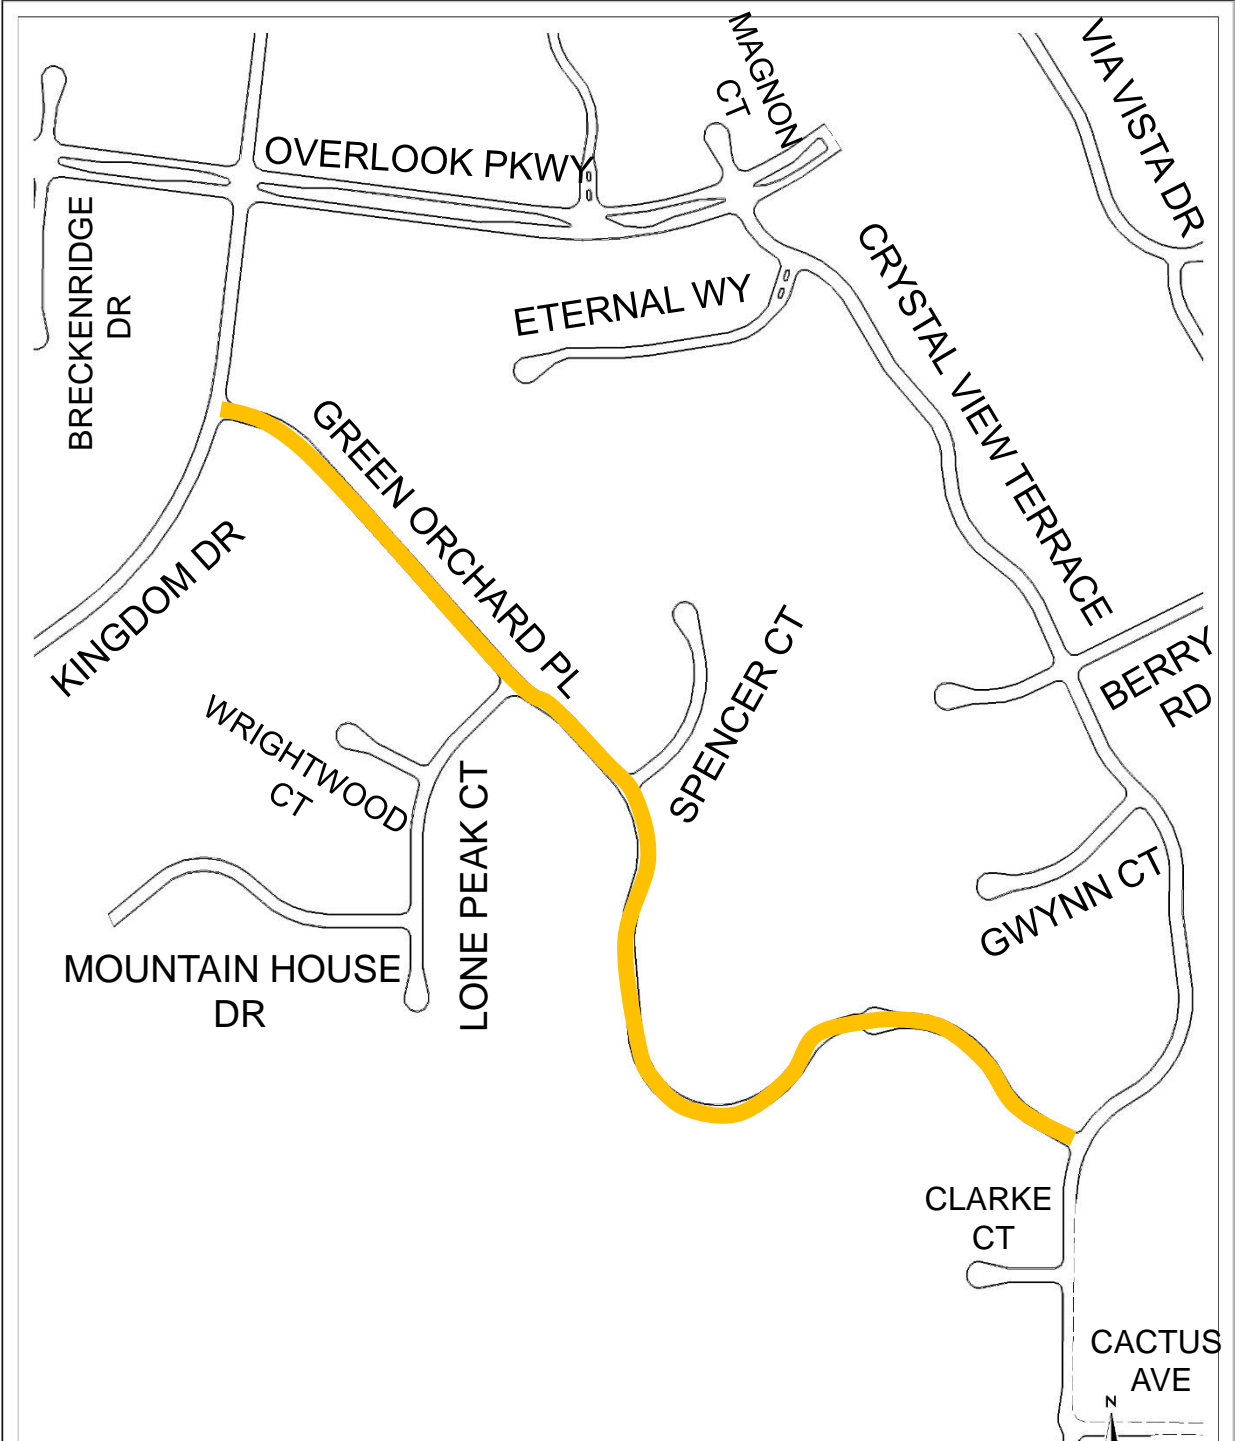 MAGNON
CT
VIA VISTA DR
OVERLOOK PKWY
BRECKENRIDGE
DR
ETERNAL WY
CRYSTAL VIEW TERRACE
GREEN ORCHARD PL
KINGDOM DR
SPENCER CT
BERRY
RD
WRIGHTWOOD
CT
LONE PEAK CT
GWYNN CT
MOUNTAIN HOUSE
DR
CLARKE
CT
CACTUS
AVE
N